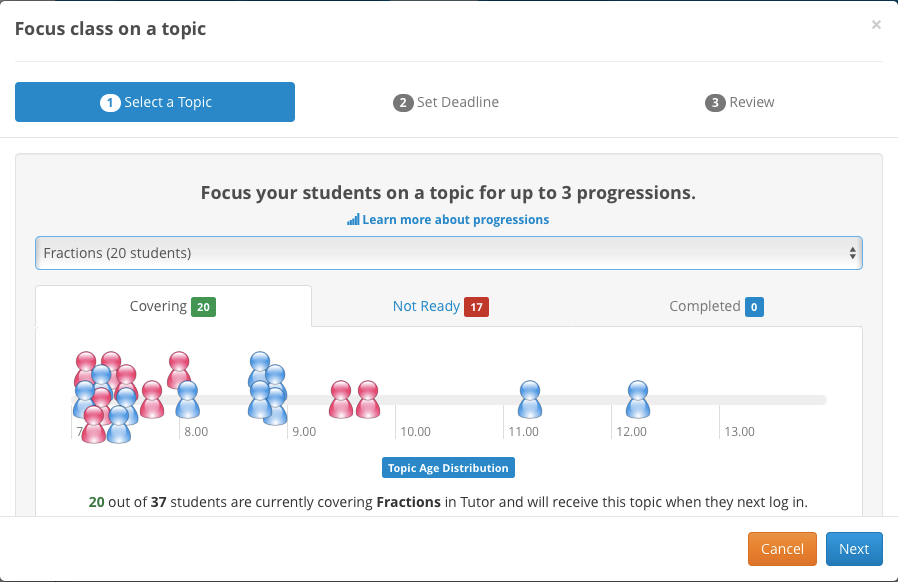 Focus class on a topic
×
1 Select a Topic
2 Set Deadline
3 Review
Focus your students on a topic for up to 3 progressions.
Learn more about progressions
Fractions (20 students)
Covering 20
Not Ready 17
Completed 0
7
8.00
9.00
10.00
11.00
12.00
13.00
Topic Age Distribution
20 out of 37 students are currently covering Fractions in Tutor and will receive this topic when they next log in.
Cancel
Next